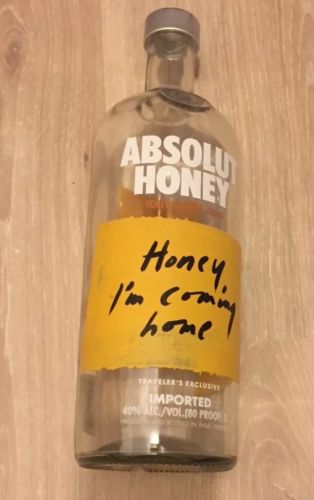 ABSOLUT
HONEY
Honey
I'm coming
home
TRAVELER'S EXCLUSIVE
IMPORTED
40% ALC./VOL.(80 PROOF)